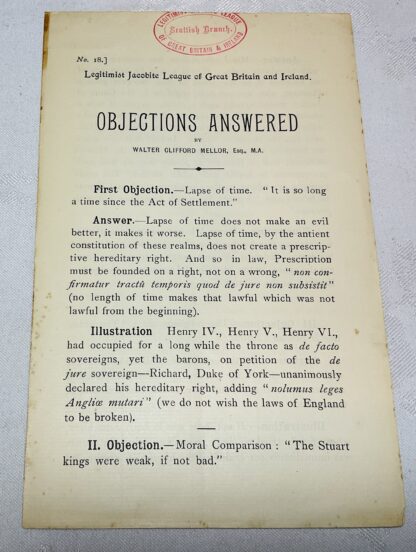 LEGITIMIST JACOBITE LEAGUE
Scottish Branch.
OF GREAT BRITAIN & IRELAND
No. 18.]
Legitimist Jacobite League of Great Britain and Ireland.
OBJECTIONS ANSWERED
BY
WALTER CLIFFORD MELLOR, Esq., M.A.
First Objection.—Lapse of time. "It is so long
a time since the Act of Settlement."
Answer.—Lapse of time does not make an evil
better, it makes it worse. Lapse of time, by the antient
constitution of these realms, does not create a prescrip-
tive hereditary right. And so in law, Prescription
must be founded on a right, not on a wrong, "non con-
firmatur tractû temporis quod de jure non subsistit"
(no length of time makes that lawful which was not
lawful from the beginning).
Illustration Henry IV., Henry V., Henry VI.,
had occupied for a long while the throne as de facto
sovereigns, yet the barons, on petition of the de
jure sovereign—Richard, Duke of York—unanimously
declared his hereditary right, adding "nolumus leges
Angliæ mutari" (we do not wish the laws of England
to be broken).
II. Objection.—Moral Comparison: "The Stuart
kings were weak, if not bad."